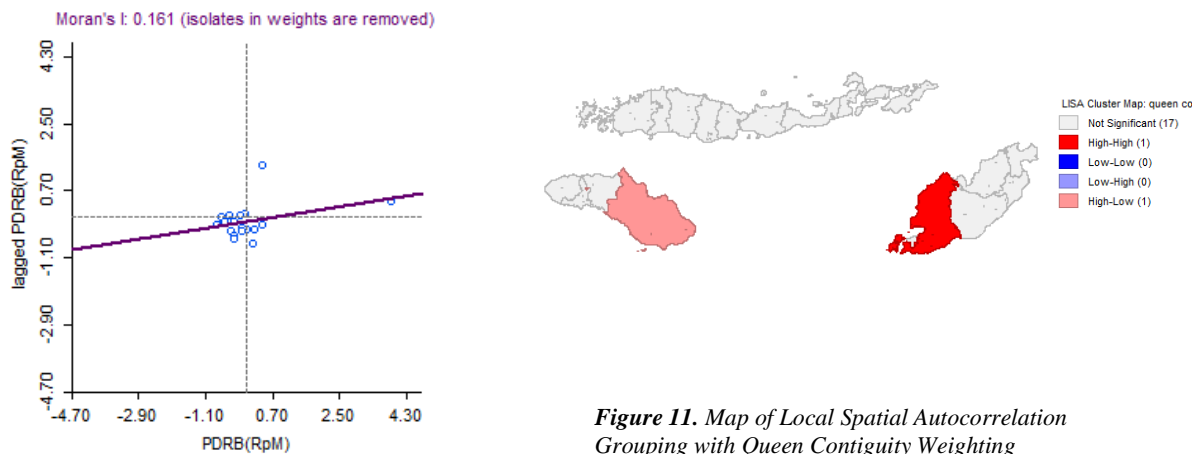 Moran's I: 0.161 (isolates in weights are removed)
4.30
2.50
0.70
-1.10
-2.90
-4.70
lagged PDRB(RpM)
-4.70 -2.90 -1.10 0.70 2.50 4.30
PDRB(RpM)
LISA Cluster Map: queen co
Not Significant (17)
High-High (1)
Low-Low (0)
Low-High (0)
High-Low (1)
Figure 11. Map of Local Spatial Autocorrelation
Grouping with Queen Contiguity Weighting